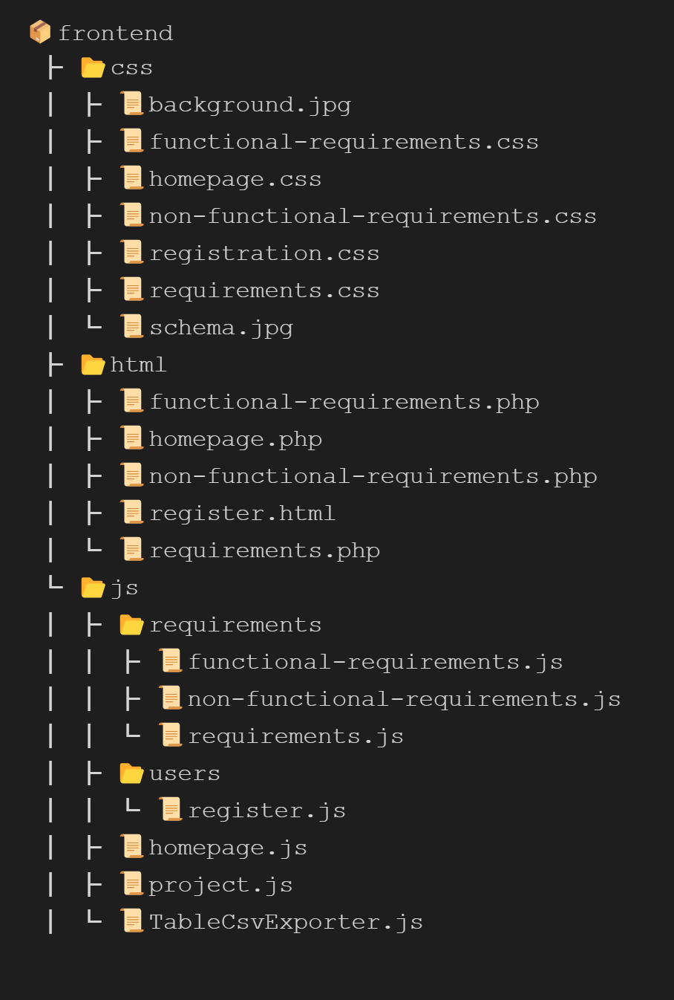 frontend
├ css
│ ├ background.jpg
│ ├ functional-requirements.css
│ ├ homepage.css
│ ├ non-functional-requirements.css
│ ├ registration.css
│ ├ requirements.css
│ └ schema.jpg
├ html
│ ├ functional-requirements.php
│ ├ homepage.php
│ ├ non-functional-requirements.php
│ ├ register.html
│ └ requirements.php
└ js
│ ├ requirements
│ │ ├ functional-requirements.js
│ │ ├ non-functional-requirements.js
│ │ └ requirements.js
│ ├ users
│ │ └ register.js
│ ├ homepage.js
│ ├ project.js
│ └ TableCsvExporter.js